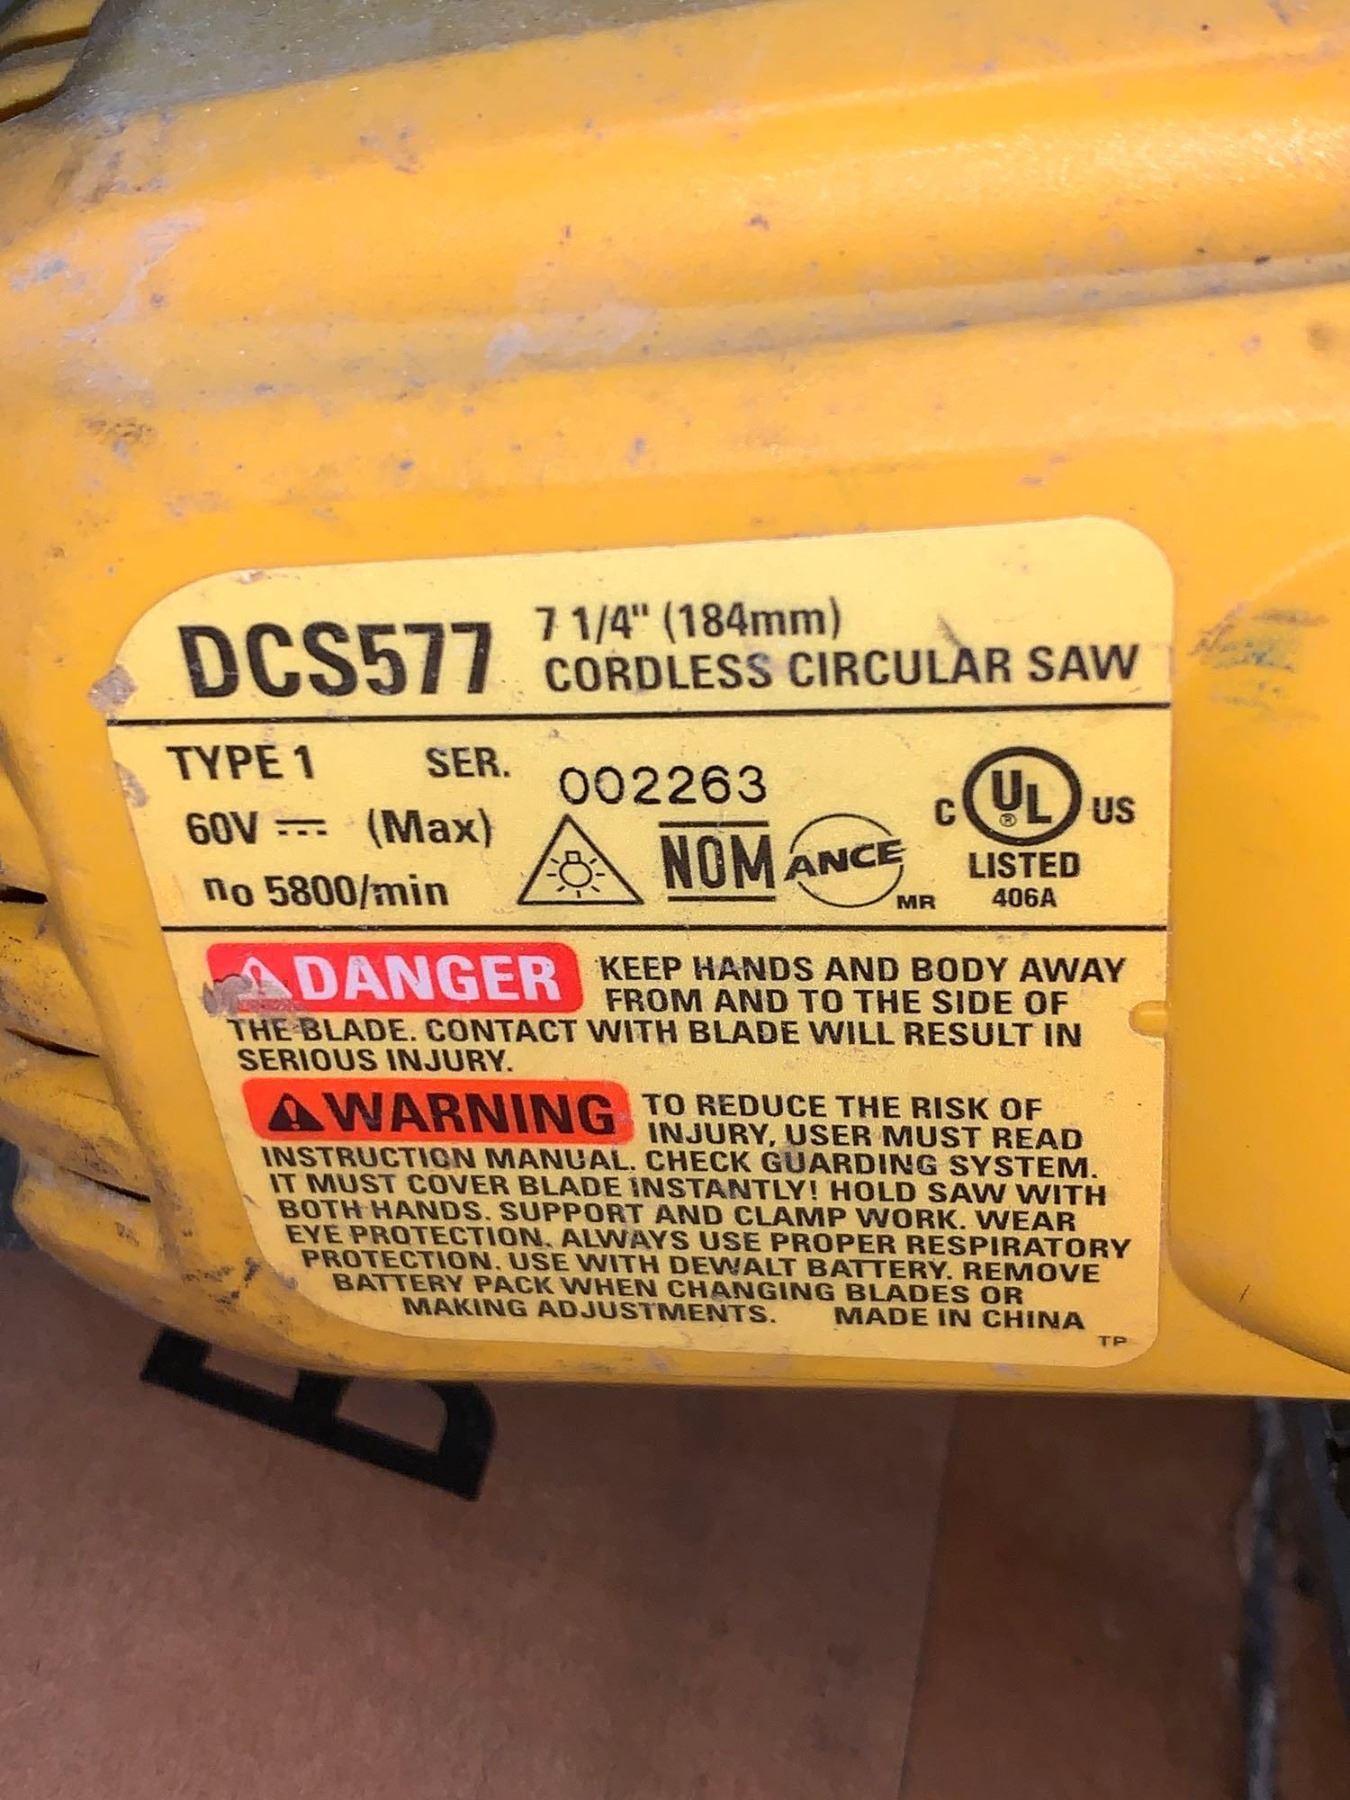 DCS577
7 1/4" (184mm)
CORDLESS CIRCULAR SAW
TYPE 1 SER. 002263
60V ⎓ (Max)
no 5800/min
NOM
ANCE
MR
C UL ® US
LISTED
406A
DANGER KEEP HANDS AND BODY AWAY
FROM AND TO THE SIDE OF
THE BLADE. CONTACT WITH BLADE WILL RESULT IN
SERIOUS INJURY.
WARNING TO REDUCE THE RISK OF
INJURY, USER MUST READ
INSTRUCTION MANUAL. CHECK GUARDING SYSTEM.
IT MUST COVER BLADE INSTANTLY! HOLD SAW WITH
BOTH HANDS. SUPPORT AND CLAMP WORK. WEAR
EYE PROTECTION. ALWAYS USE PROPER RESPIRATORY
PROTECTION. USE WITH DEWALT BATTERY. REMOVE
BATTERY PACK WHEN CHANGING BLADES OR
MAKING ADJUSTMENTS. MADE IN CHINA
TP